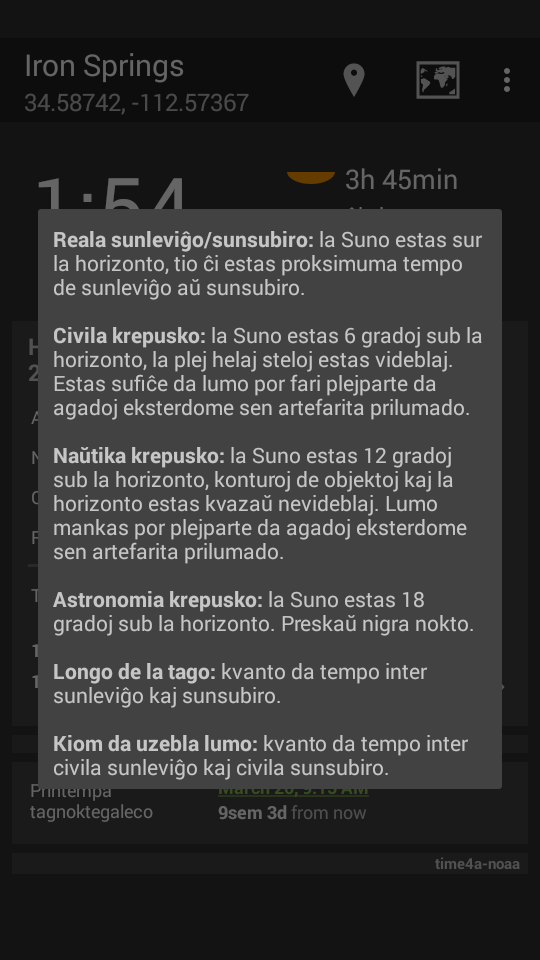 Iron Springs
34.58742, -112.57367
1:54
3h 45min
Reala sunleviĝo/sunsubiro: la Suno estas sur
la horizonto, tio ĉi estas proksimuma tempo
de sunleviĝo aŭ sunsubiro.
Civila krepusko: la Suno estas 6 gradoj sub la
horizonto, la plej helaj steloj estas videblaj.
Estas sufiĉe da lumo por fari plejparte da
agadoj eksterdome sen artefarita prilumado.
Naŭtika krepusko: la Suno estas 12 gradoj
sub la horizonto, konturoj de objektoj kaj la
horizonto estas kvazaŭ nevideblaj. Lumo
mankas por plejparte da agadoj eksterdome
sen artefarita prilumado.
Astronomia krepusko: la Suno estas 18
gradoj sub la horizonto. Preskaŭ nigra nokto.
Longo de la tago: kvanto da tempo inter
sunleviĝo kaj sunsubiro.
Kiom da uzebla lumo: kvanto da tempo inter
civila sunleviĝo kaj civila sunsubiro.
Printempa
tagnoktegaleco
March 20, 9:15 AM
9sem 3d from now
time4a-noaa